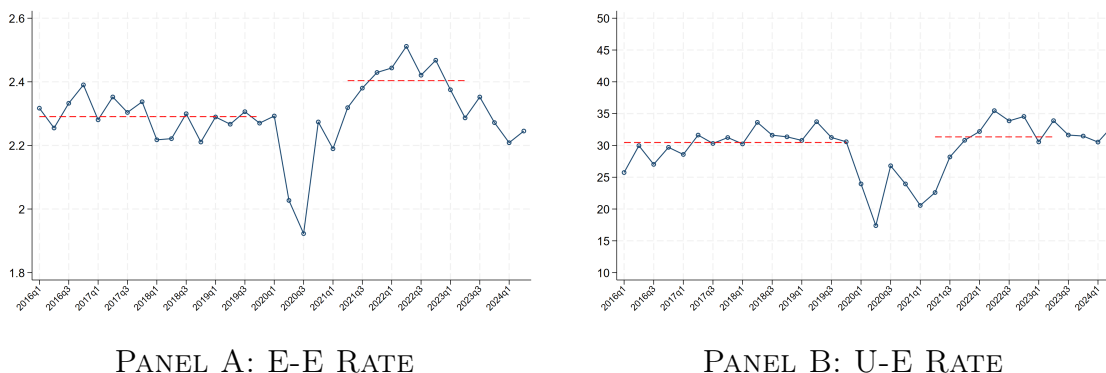 2.6
2.4
2.2
2
1.8
2016q1
2016q3
2017q1
2017q3
2018q1
2018q3
2019q1
2019q3
2020q1
2020q3
2021q1
2021q3
2022q1
2022q3
2023q1
2023q3
2024q1
PANEL A: E-E RATE
50
45
40
35
30
25
20
15
10
2016q1
2016q3
2017q1
2017q3
2018q1
2018q3
2019q1
2019q3
2020q1
2020q3
2021q1
2021q3
2022q1
2022q3
2023q1
2023q3
2024q1
PANEL B: U-E RATE